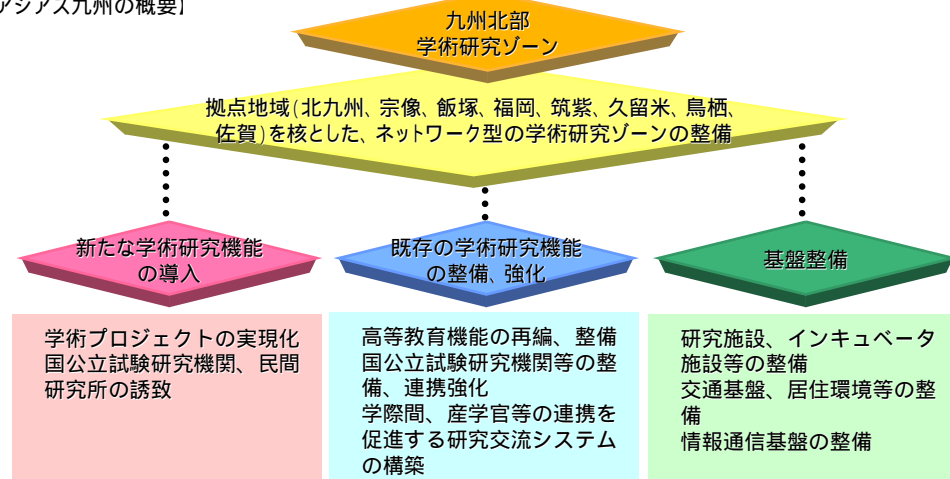 アジアス九州の概要】
九州北部
学術研究ゾーン
拠点地域(北九州、宗像、飯塚、福岡、筑紫、久留米、鳥栖、
佐賀)を核とした、ネットワーク型の学術研究ゾーンの整備
新たな学術研究機能
の導入
既存の学術研究機能
の整備、強化
基盤整備
学術プロジェクトの実現化
国公立試験研究機関、民間
研究所の誘致
高等教育機能の再編、整備
国公立試験研究機関等の整
備、連携強化
学際間、産学官等の連携を
促進する研究交流システム
の構築
研究施設、インキュベータ
施設等の整備
交通基盤、居住環境等の整
備
情報通信基盤の整備